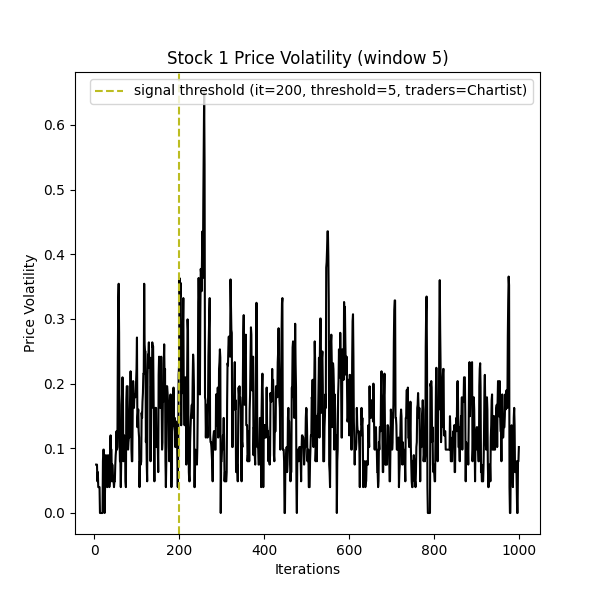 Stock 1 Price Volatility (window 5)
signal threshold (it=200, threshold=5, traders=Chartist)
Price Volatility
0.6
0.5
0.4
0.3
0.2
0.1
0.0
0 200 400 600 800 1000
Iterations